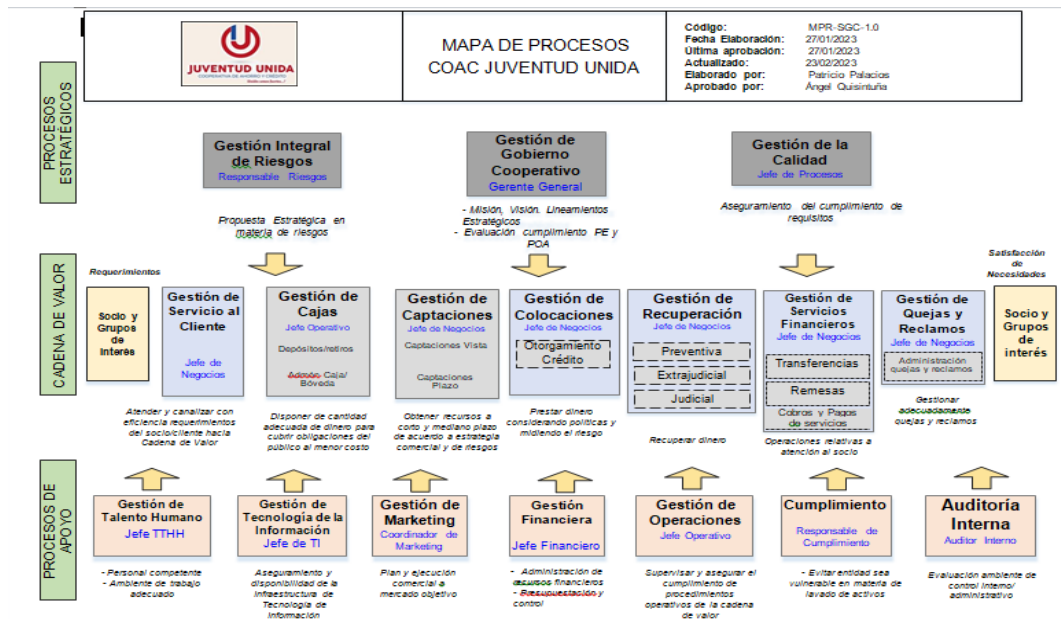 JUVENTUD UNIDA
COOPERATIVA DE AHORRO Y CRÉDITO
MAPA DE PROCESOS
COAC JUVENTUD UNIDA
Código: MPR-SGC-1.0
Fecha Elaboración: 27/01/2023
Última aprobación: 27/01/2023
Actualizado: 23/02/2023
Elaborado por: Patricio Palacios
Aprobado por: Ángel Quisintuña
PROCESOS
ESTRATÉGICOS
Gestión Integral
de Riesgos
Responsable Riesgos
Propuesta Estratégica en
materia de riesgos
Gestión de
Gobierno
Cooperativo
Gerente General
- Misión, Visión. Lineamientos
Estratégicos
- Evaluación cumplimiento PE y
POA
Gestión de la
Calidad
Jefe de Procesos
Aseguramiento del cumplimiento de
requisitos
CADENA DE VALOR
Requerimientos
Socio y
Grupos
de
Interés
Gestión de
Servicio al
Cliente
Jefe de
Negocios
Atender y canalizar con
eficiencia requerimientos
del socio/cliente hacia
Cadena de Valor
Gestión de
Cajas
Jefe Operativo
Depósitos/retiros
Admón Caja/
Bóveda
Disponer de cantidad
adecuada de dinero para
cubrir obligaciones del
público al menor costo
Gestión de
Captaciones
Jefe de Negocios
Captaciones Vista
Captaciones
Plazo
Obtener recursos a
corto y mediano plazo
de acuerdo a estrategia
comercial y de riesgos
Gestión de
Colocaciones
Jefe de Negocios
Otorgamiento
Crédito
Prestar dinero
considerando políticas y
midiendo el riesgo
Gestión de
Recuperación
Jefe de Negocios
Preventiva
Extrajudicial
Judicial
Recuperar dinero
Gestión de
Servicios
Financieros
Jefe de Negocios
Transferencias
Remesas
Cobros y Pagos
de servicios
Operaciones relativas a
atención al socio
Gestión de
Quejas y
Reclamos
Jefe de Negocios
Administración
quejas y reclamos
Gestionar
adecuadamente
quejas y reclamos
Satisfacción
de
Necesidades
Socio y
Grupos
de
interés
PROCESOS DE
APOYO
Gestión de
Talento Humano
Jefe TTHH
- Personal competente
- Ambiente de trabajo
adecuado
Gestión de
Tecnología de la
Información
Jefe de TI
Aseguramiento y
disponibilidad de la
Infraestructura de
Tecnología de
Información
Gestión de
Marketing
Coordinador de
Marketing
Plan y ejecución
comercial a
mercado objetivo
Gestión
Financiera
Jefe Financiero
- Administración de
recursos financieros
- Presupuestación y
control
Gestión de
Operaciones
Jefe Operativo
Supervisar y asegurar el
cumplimiento de
procedimientos
operativos de la cadena
de valor
Cumplimiento
Responsable de
Cumplimiento
- Evitar entidad sea
vulnerable en materia de
lavado de activos
Auditoría
Interna
Auditor Interno
Evaluación ambiente de
control interno/
administrativo